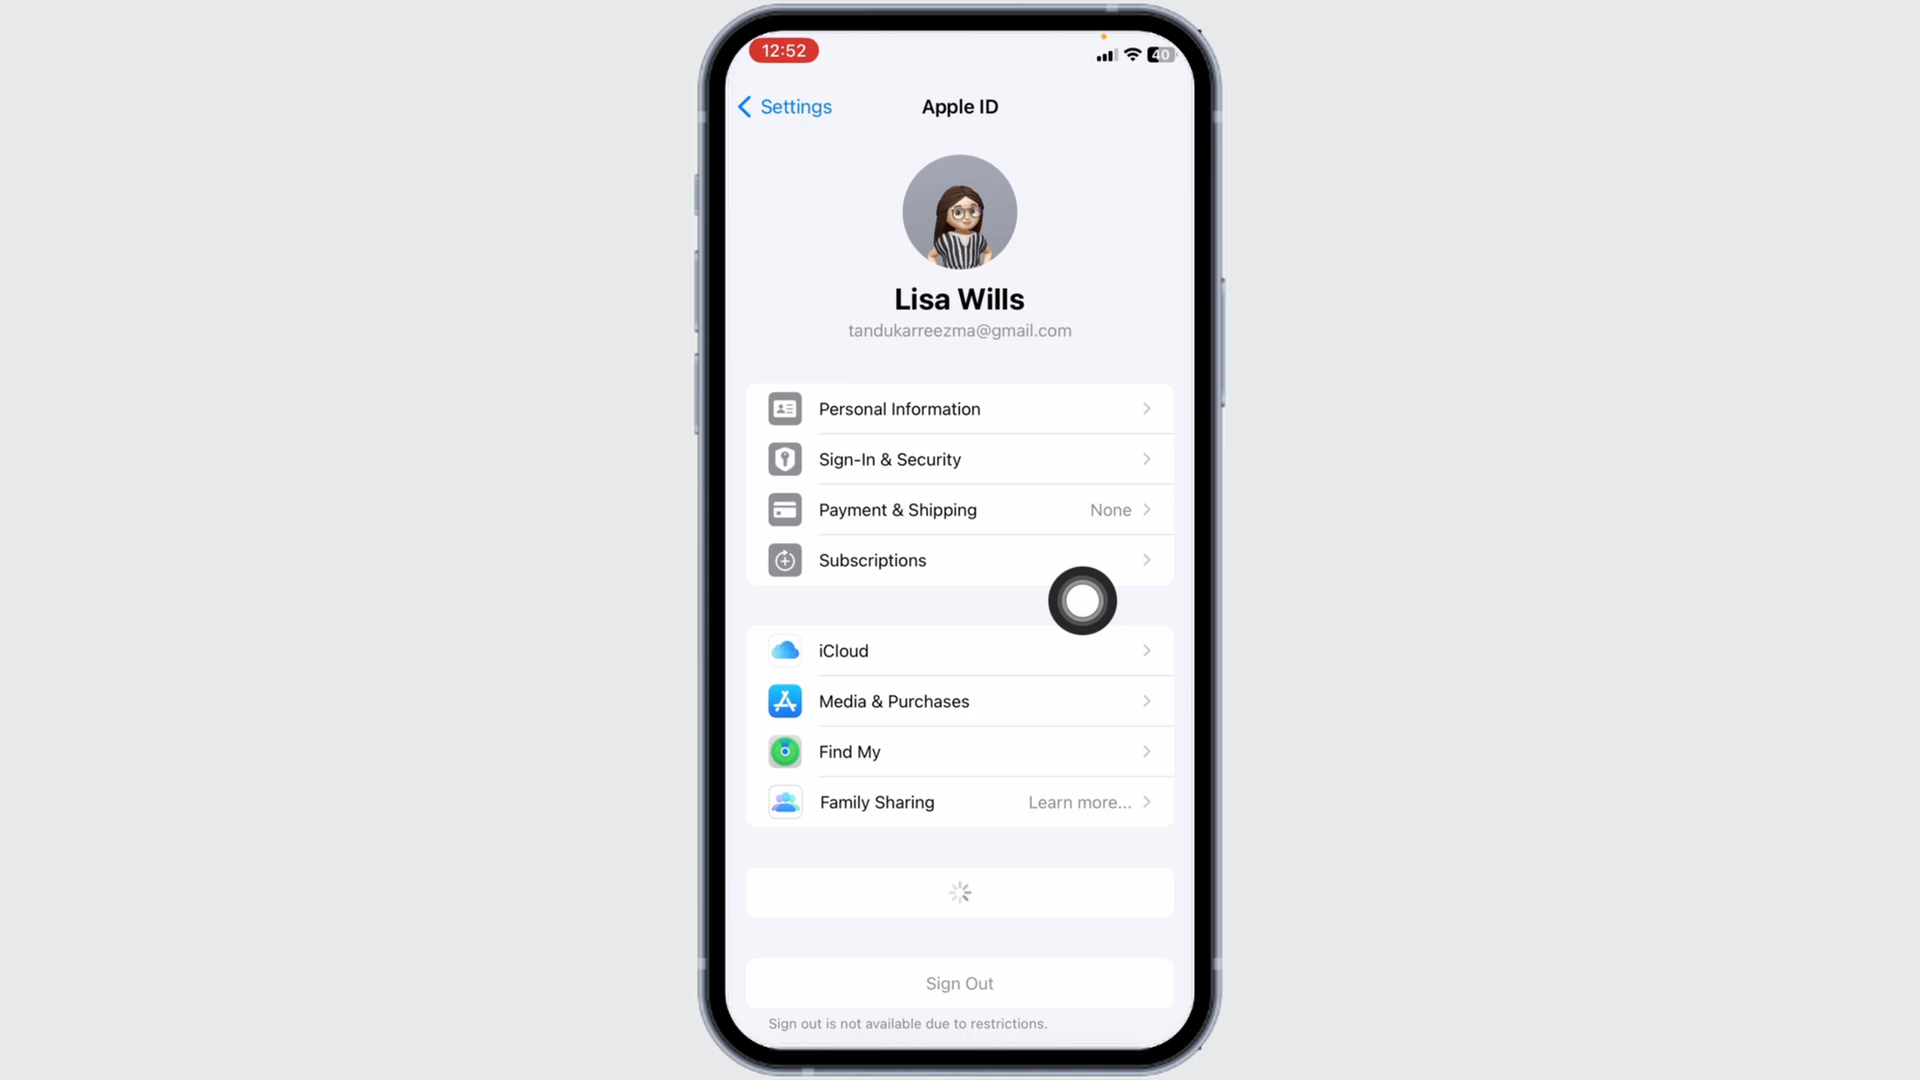 12:52
40
Settings
Apple ID
Lisa Wills
tandukarreezma@gmail.com
Personal Information
Sign-In & Security
Payment & Shipping None
Subscriptions
iCloud
Media & Purchases
Find My
Family Sharing Learn more...
Sign Out
Sign out is not available due to restrictions.